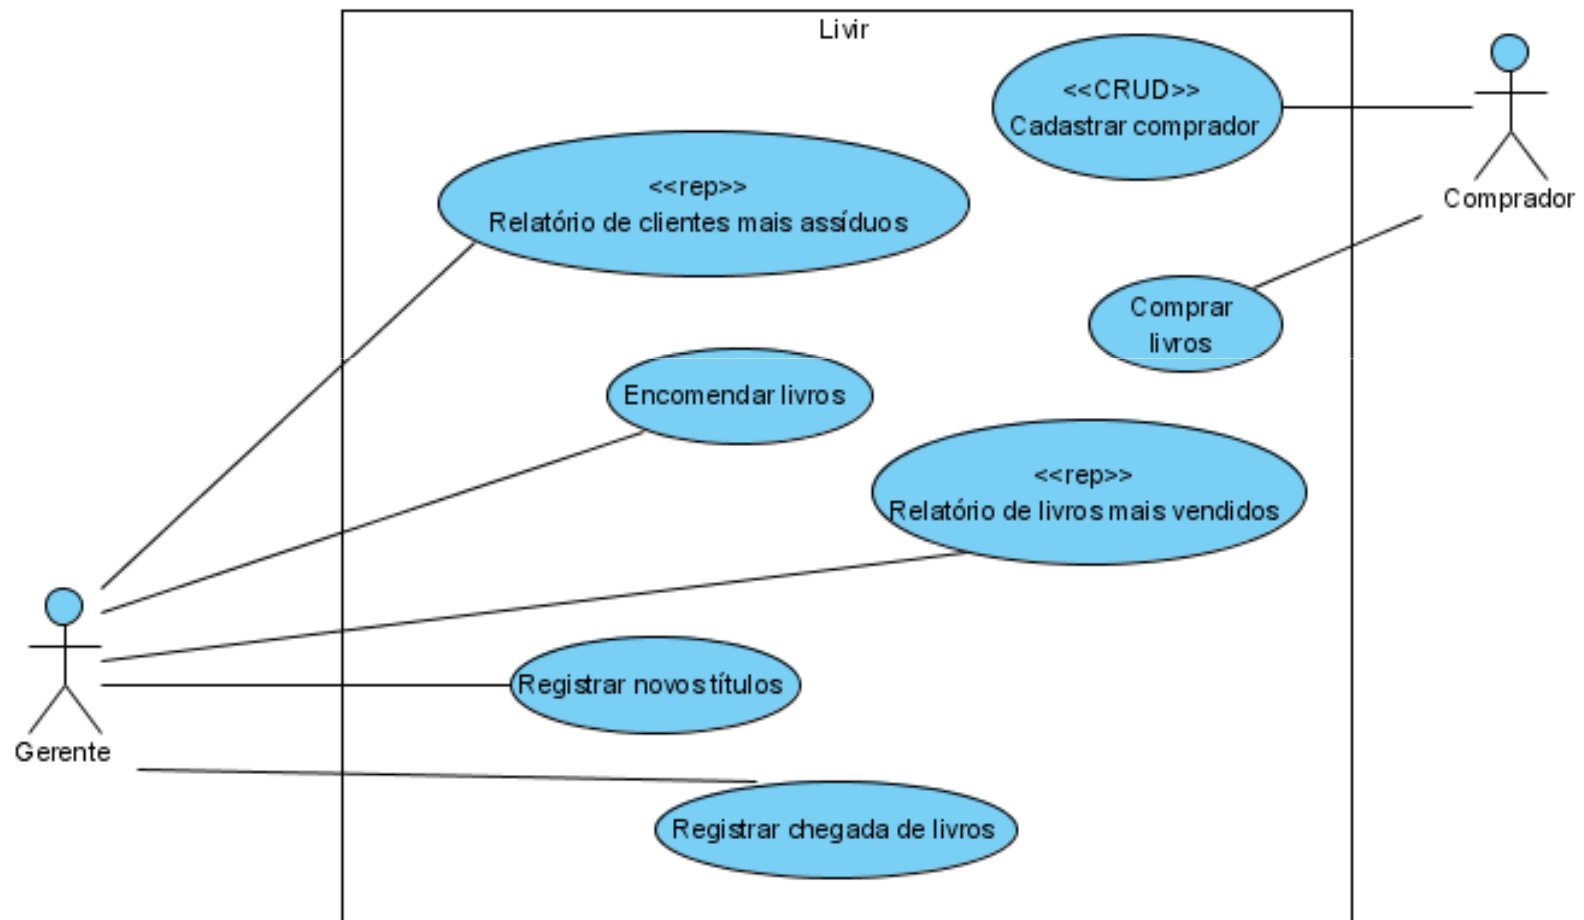 Livir
<<CRUD>>
Cadastrar comprador
Comprador
<<rep>>
Relatório de clientes mais assíduos
Comprar
livros
Encomendar livros
<<rep>>
Relatório de livros mais vendidos
Registrar novos títulos
Gerente
Registrar chegada de livros